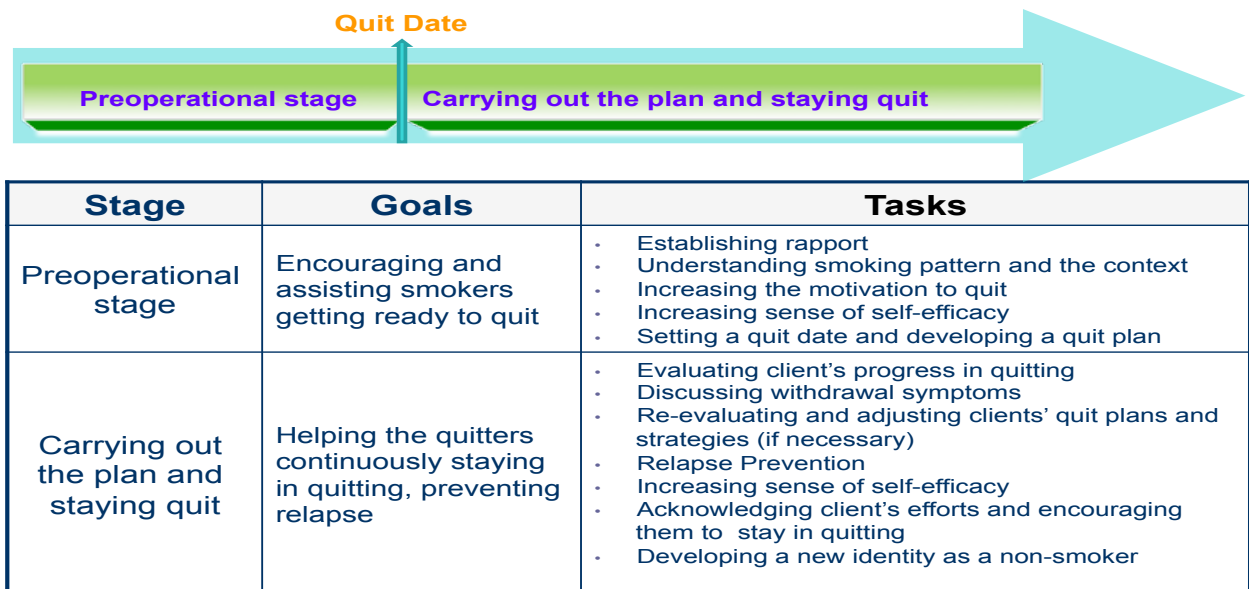 Quit Date
Preoperational stage
Carrying out the plan and staying quit
Stage
Goals
Tasks
Preoperational
stage
Encouraging and
assisting smokers
getting ready to quit
• Establishing rapport
• Understanding smoking pattern and the context
• Increasing the motivation to quit
• Increasing sense of self-efficacy
• Setting a quit date and developing a quit plan
Carrying out
the plan and
staying quit
Helping the quitters
continuously staying
in quitting, preventing
relapse
• Evaluating client’s progress in quitting
• Discussing withdrawal symptoms
• Re-evaluating and adjusting clients’ quit plans and
strategies (if necessary)
• Relapse Prevention
• Increasing sense of self-efficacy
• Acknowledging client’s efforts and encouraging
them to stay in quitting
• Developing a new identity as a non-smoker